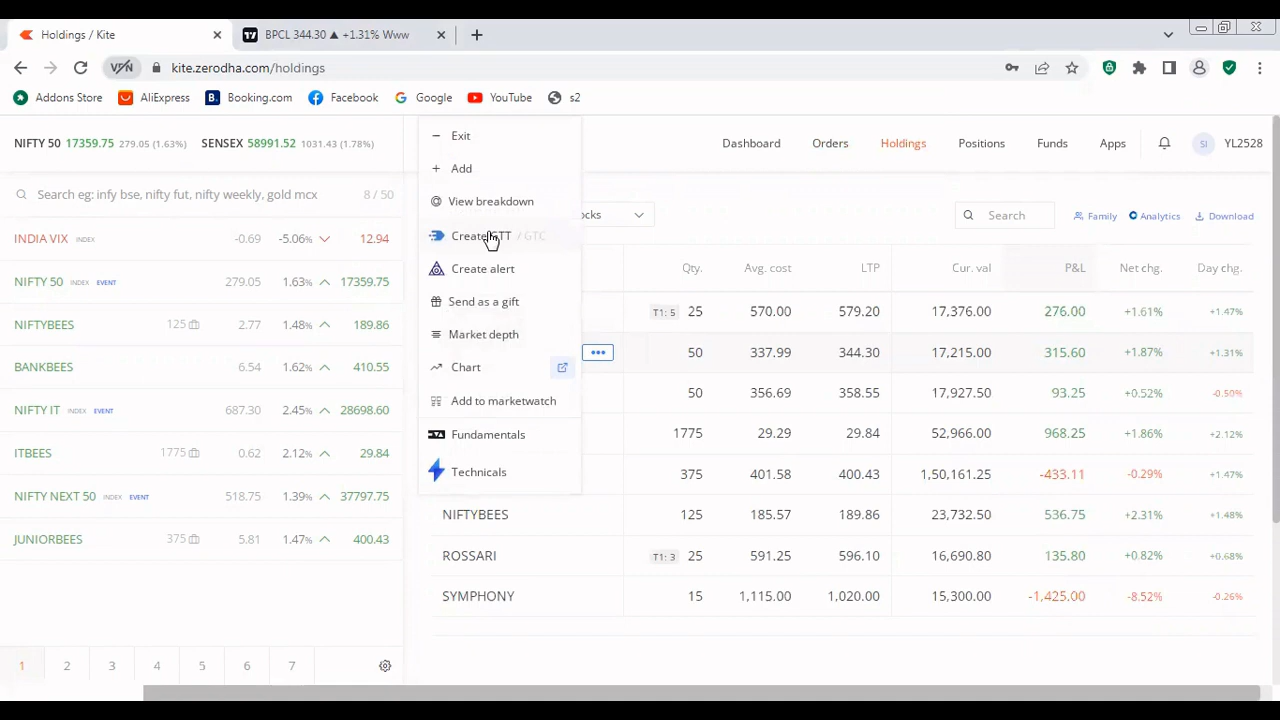 Holdings / Kite
BPCL 344.30 ▲ +1.31% Www
VPN
kite.zerodha.com/holdings
Addons Store
AliExpress
Booking.com
Facebook
Google
YouTube
s2
NIFTY 50 17359.75 279.05 (1.63%) SENSEX 58991.52 1031.43 (1.78%)
Dashboard Orders Holdings Positions Funds Apps SI YL2528
Search eg: infy bse, nifty fut, nifty weekly, gold mcx 8 / 50
INDIA VIX INDEX -0.69 -5.06% 12.94
NIFTY 50 INDEX EVENT 279.05 1.63% 17359.75
NIFTYBEES 125 2.77 1.48% 189.86
BANKBEES 6.54 1.62% 410.55
NIFTY IT INDEX EVENT 687.30 2.45% 28698.60
ITBEES 1775 0.62 2.12% 29.84
NIFTY NEXT 50 INDEX EVENT 518.75 1.39% 37797.75
JUNIORBEES 375 5.81 1.47% 400.43
1 2 3 4 5 6 7
Exit
Add
View breakdown
Create GTT / GTC
Create alert
Send as a gift
Market depth
Chart
Add to marketwatch
Fundamentals
Technicals
Search Family Analytics Download
Qty. Avg. cost LTP Cur. val P&L Net chg. Day chg.
T1: 5 25 570.00 579.20 17,376.00 276.00 +1.61% +1.47%
50 337.99 344.30 17,215.00 315.60 +1.87% +1.31%
50 356.69 358.55 17,927.50 93.25 +0.52% -0.50%
1775 29.29 29.84 52,966.00 968.25 +1.86% +2.12%
375 401.58 400.43 1,50,161.25 -433.11 -0.29% +1.47%
NIFTYBEES 125 185.57 189.86 23,732.50 536.75 +2.31% +1.48%
ROSSARI T1: 3 25 591.25 596.10 16,690.80 135.80 +0.82% +0.68%
SYMPHONY 15 1,115.00 1,020.00 15,300.00 -1,425.00 -8.52% -0.26%